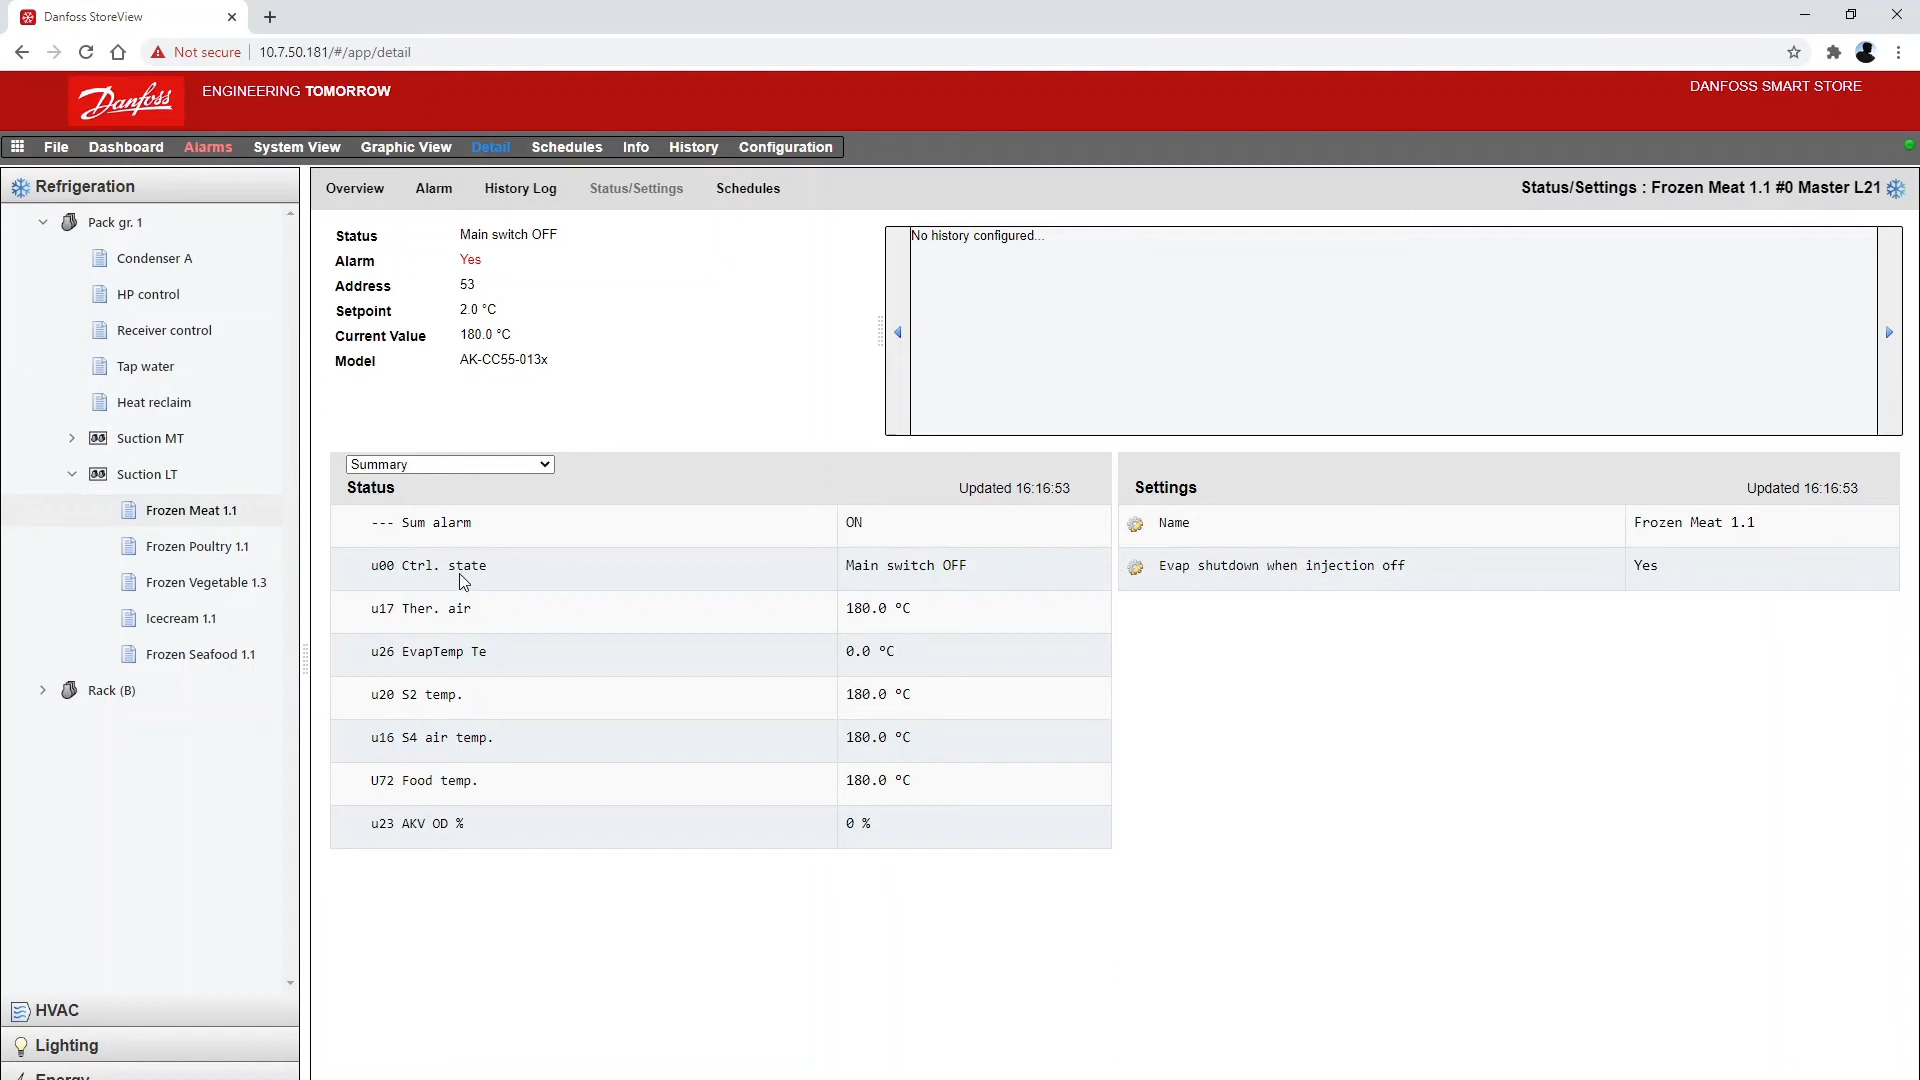 Danfoss StoreView
Not secure
10.7.50.181/#/app/detail
Danfoss
ENGINEERING TOMORROW
DANFOSS SMART STORE
File
Dashboard
Alarms
System View
Graphic View
Detail
Schedules
Info
History
Configuration
Refrigeration
Pack gr. 1
Condenser A
HP control
Receiver control
Tap water
Heat reclaim
Suction MT
Suction LT
Frozen Meat 1.1
Frozen Poultry 1.1
Frozen Vegetable 1.3
Icecream 1.1
Frozen Seafood 1.1
Rack (B)
HVAC
Lighting
Energy
Overview
Alarm
History Log
Status/Settings
Schedules
Status/Settings : Frozen Meat 1.1 #0 Master L21
Status Main switch OFF
Alarm Yes
Address 53
Setpoint 2.0 °C
Current Value 180.0 °C
Model AK-CC55-013x
No history configured...
Summary
Status Updated 16:16:53
--- Sum alarm ON
u00 Ctrl. state Main switch OFF
u17 Ther. air 180.0 °C
u26 EvapTemp Te 0.0 °C
u20 S2 temp. 180.0 °C
u16 S4 air temp. 180.0 °C
U72 Food temp. 180.0 °C
u23 AKV OD % 0 %
Settings Updated 16:16:53
Name Frozen Meat 1.1
Evap shutdown when injection off Yes